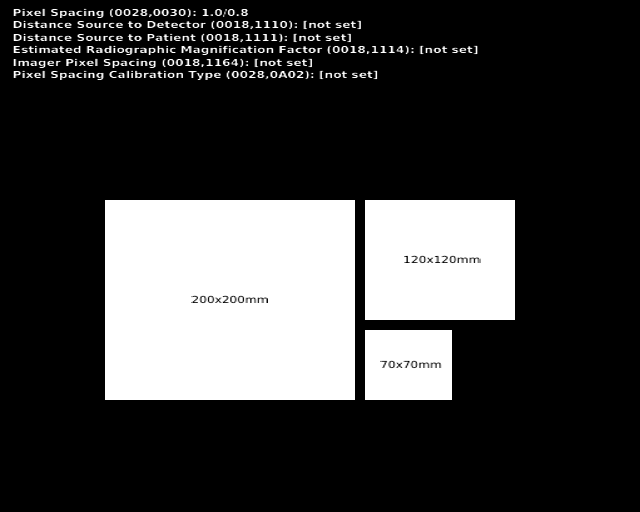 Pixel Spacing (0028,0030): 1.0/0.8
Distance Source to Detector (0018,1110): [not set]
Distance Source to Patient (0018,1111): [not set]
Estimated Radiographic Magnification Factor (0018,1114): [not set]
Imager Pixel Spacing (0018,1164): [not set]
Pixel Spacing Calibration Type (0028,0A02): [not set]
120x120mm
200x200mm
70x70mm